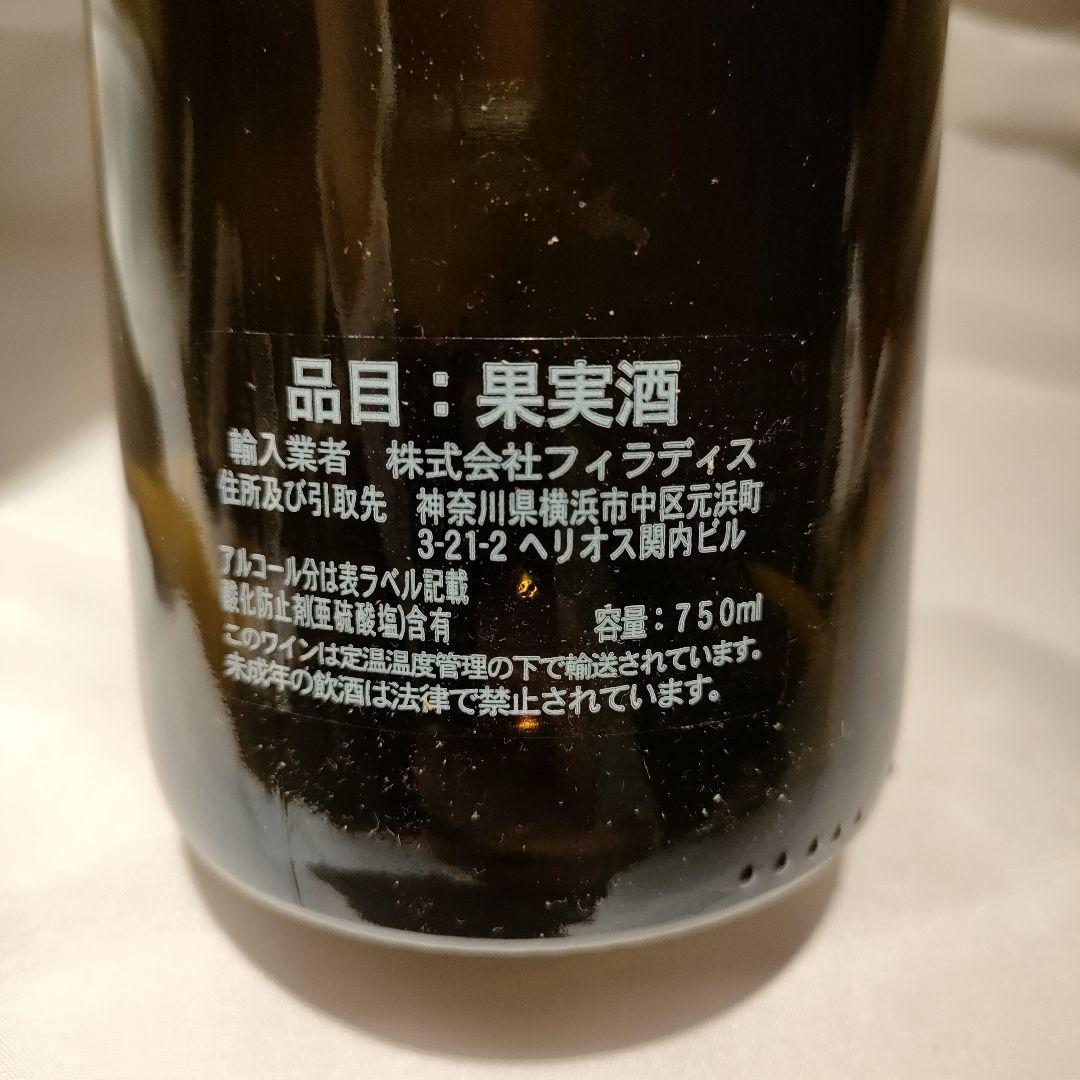 品目：果実酒
輸入業者　株式会社フィラディス
住所及び引取先　神奈川県横浜市中区元浜町
3-21-2 ヘリオス関内ビル
アルコール分は表ラベル記載
酸化防止剤(亜硫酸塩)含有　容量：750ml
このワインは定温温度管理の下で輸送されています。
未成年の飲酒は法律で禁止されています。